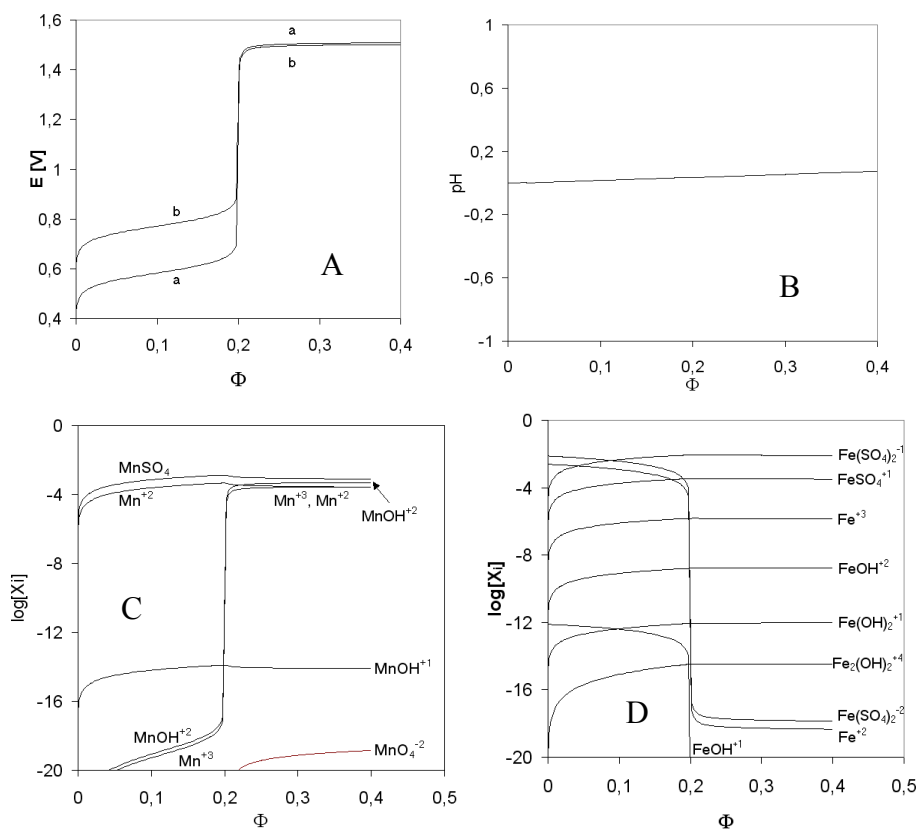 1,6
1,4
1,2
1
0,8
0,6
0,4
E [V]
a
b
b
a
A
0 0,1 0,2 0,3 0,4
Φ
1
0,6
0,2
-0,2
-0,6
-1
pH
B
0 0,1 0,2 0,3 0,4
Φ
0
-4
-8
-12
-16
-20
log[Xi]
MnSO4
Mn+2
Mn+3, Mn+2
MnOH+2
C
MnOH+1
MnOH+2
Mn+3
MnO4-2
0 0,1 0,2 0,3 0,4 0,5
Φ
0
-4
-8
-12
-16
-20
log[Xi]
Fe(SO4)2-1
FeSO4+1
Fe+3
FeOH+2
Fe(OH)2+1
Fe2(OH)2+4
D
Fe(SO4)2-2
Fe+2
FeOH+1
0 0,1 0,2 0,3 0,4 0,5
Φ